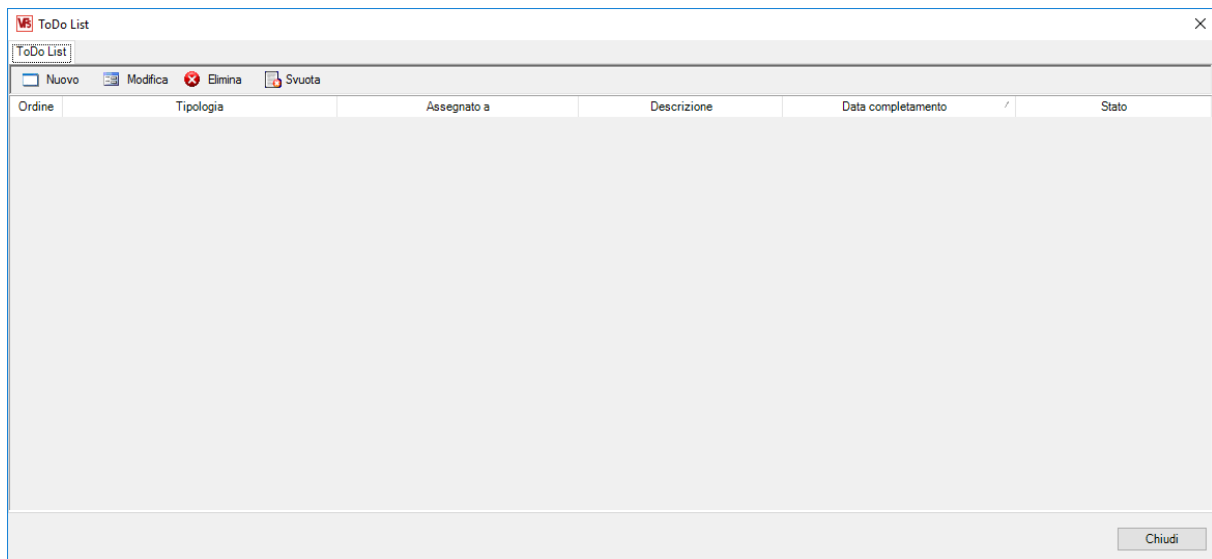 VB ToDo List
ToDo List
Nuovo Modifica Elimina Svuota
Ordine Tipologia Assegnato a Descrizione Data completamento Stato
Chiudi